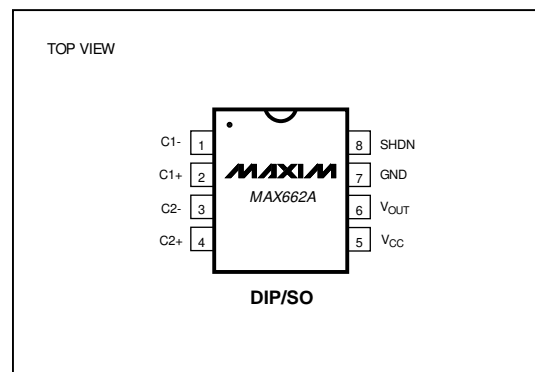 TOP VIEW
C1- 1
C1+ 2
C2- 3
C2+ 4
MAXIM
MAX662A
8 SHDN
7 GND
6 VOUT
5 VCC
DIP/SO